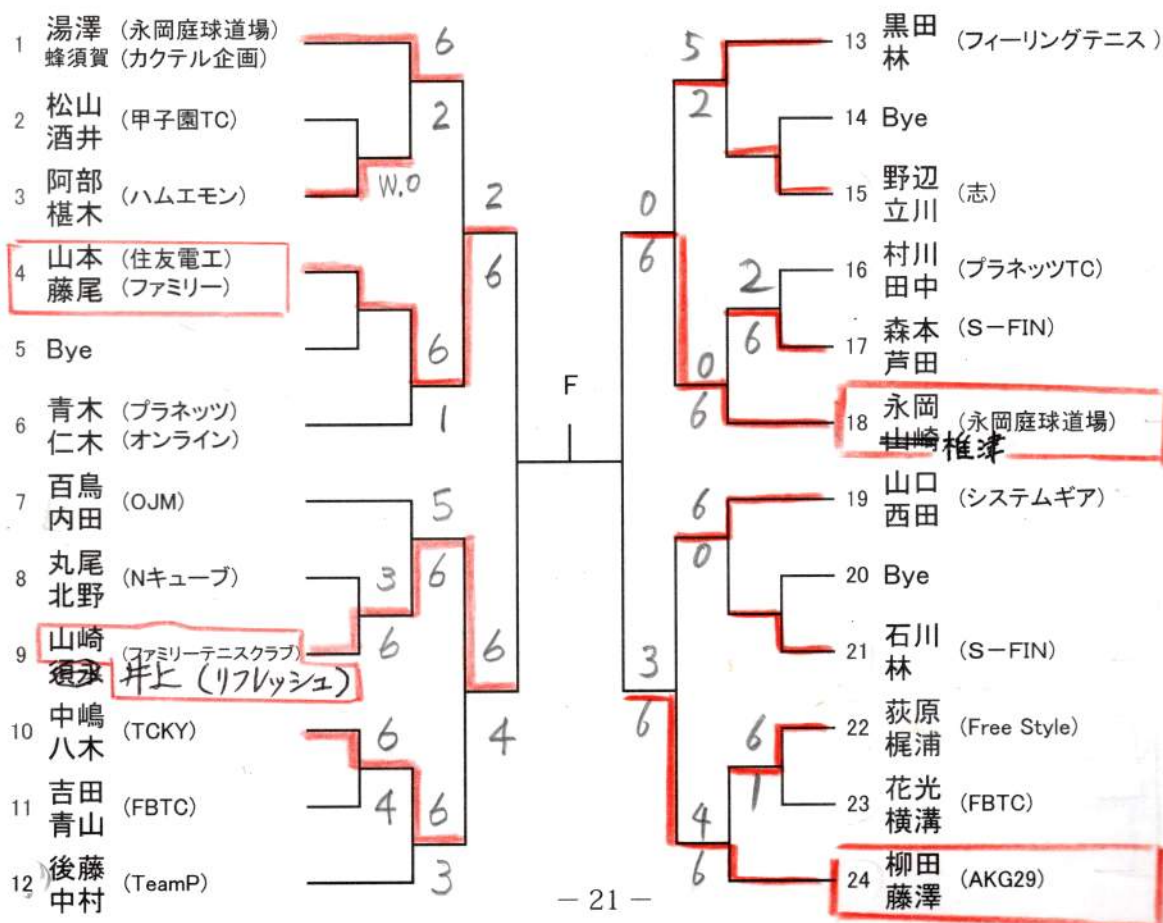 1 湯澤 (永岡庭球道場)
蜂須賀 (カクテル企画)
6
2
2 松山 (甲子園TC)
酒井
W.O
3 阿部 (ハムエモン)
椹木
2
6
4 山本 (住友電工)
藤尾 (ファミリー)
5 Bye
6
1
6 青木 (プラネッツ)
仁木 (オンライン)
7 百鳥 (OJM)
内田
5
6
8 丸尾 (Nキューブ)
北野
3
6
9 山崎 (ファミリーテニスクラブ)
井上 (リフレッシュ)
6
4
10 中嶋 (TCKY)
八木
6
4
11 吉田 (FBTC)
青山
6
3
12 後藤 (TeamP)
中村
F
13 黒田 (フィーリングテニス)
林
5
2
14 Bye
15 野辺 (志)
立川
0
6
16 村川 (プラネッツTC)
田中
2
6
17 森本 (S-FIN)
芦田
0
6
18 永岡 (永岡庭球道場)
山崎 椎津
19 山口 (システムギア)
西田
6
0
20 Bye
21 石川 (S-FIN)
林
3
6
22 荻原 (Free Style)
梶浦
6
1
23 花光 (FBTC)
横溝
4
6
24 柳田 (AKG29)
藤澤
- 21 -